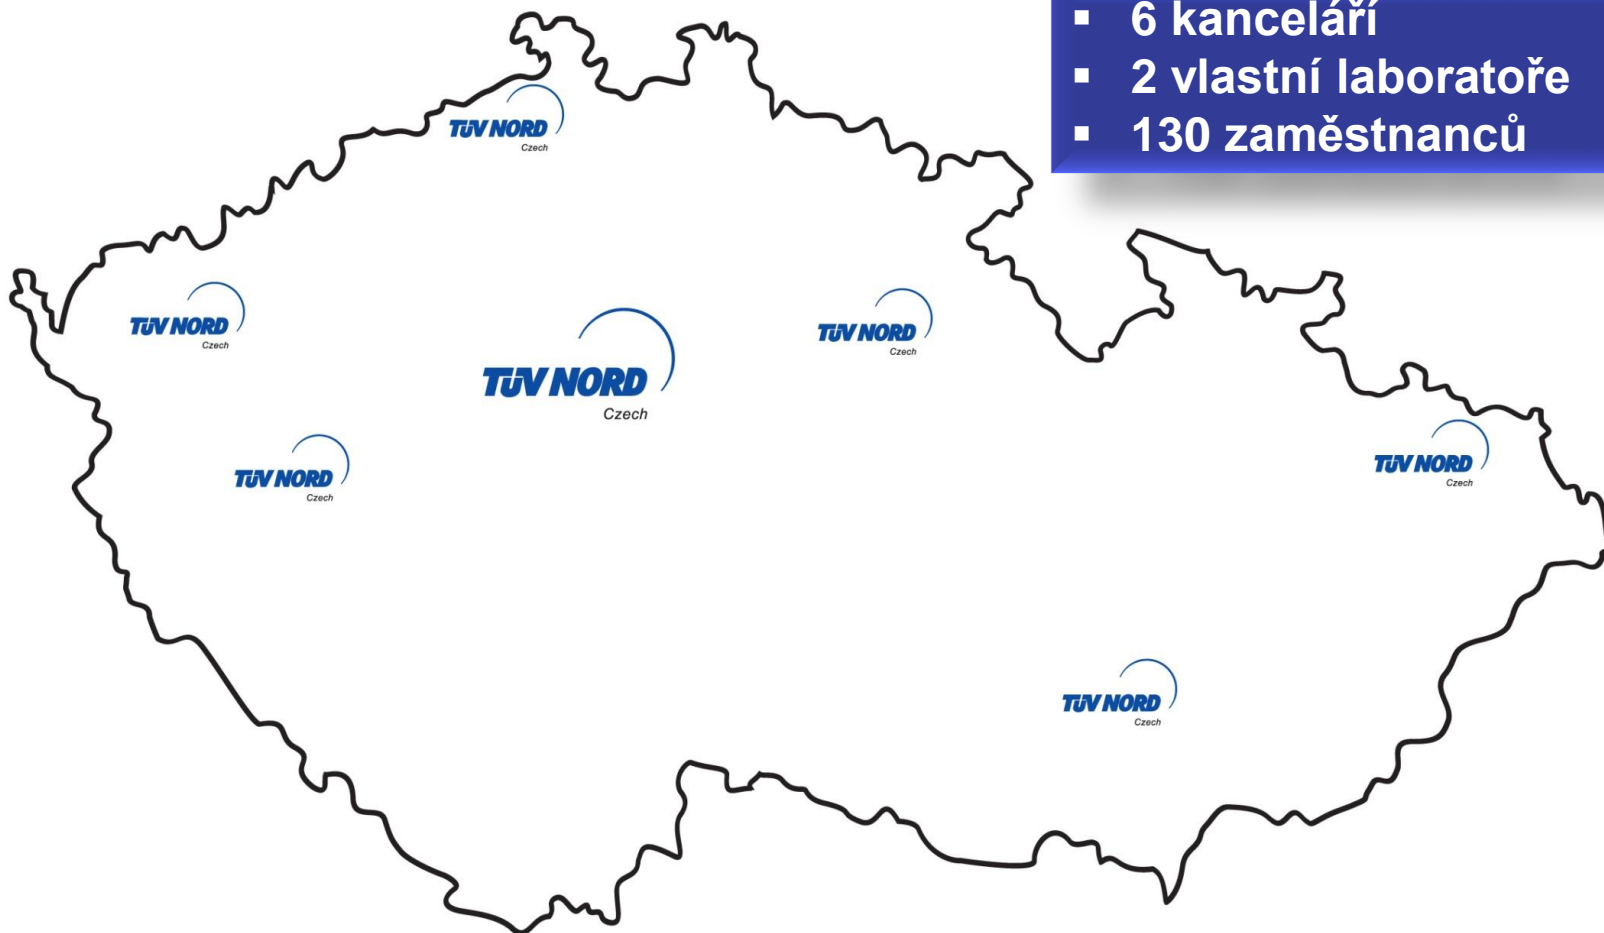 ▪ 6 kanceláří
▪ 2 vlastní laboratoře
▪ 130 zaměstnanců
TÜV NORD
Czech
TÜV NORD
Czech
TÜV NORD
Czech
TÜV NORD
Czech
TÜV NORD
Czech
TÜV NORD
Czech
TÜV NORD
Czech